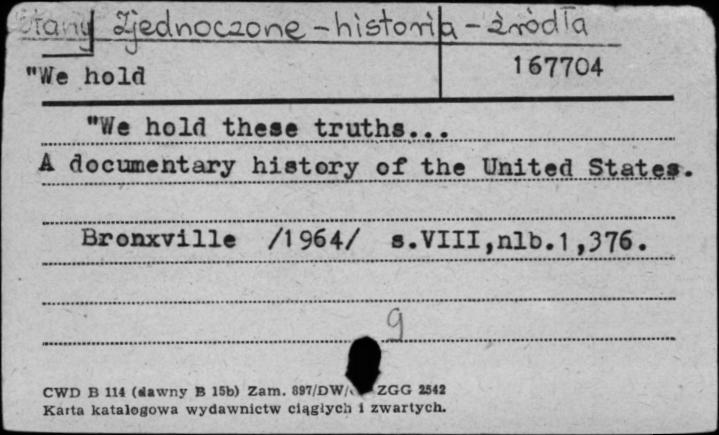 Stany Zjednoczone - historia - źródła
"We hold
167704
"We hold these truths...
A documentary history of the United States.
Bronxville /1964/ s.VIII,nlb.1,376.
g
CWD B 114 (dawny B 15b) Zam. 897/DW/ ZGG 2542
Karta katalogowa wydawnictw ciągłych i zwartych.